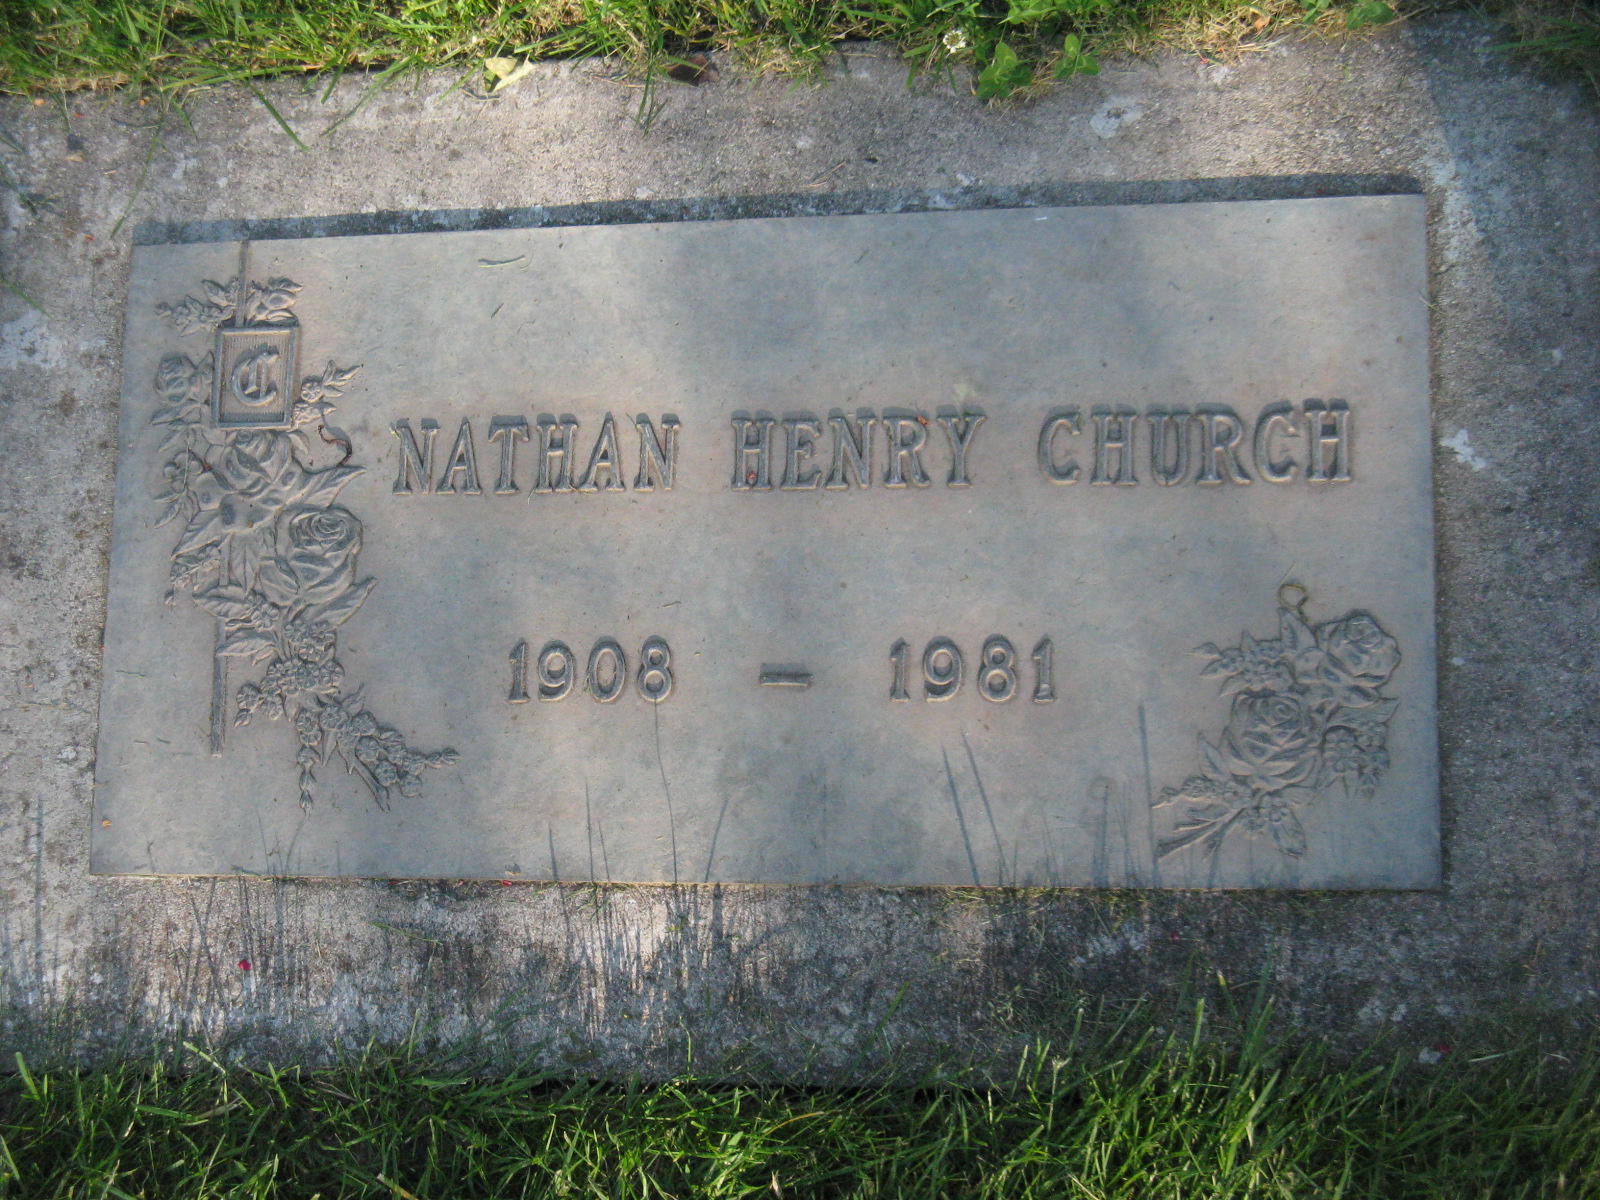 C
NATHAN HENRY CHURCH
1908 - 1981